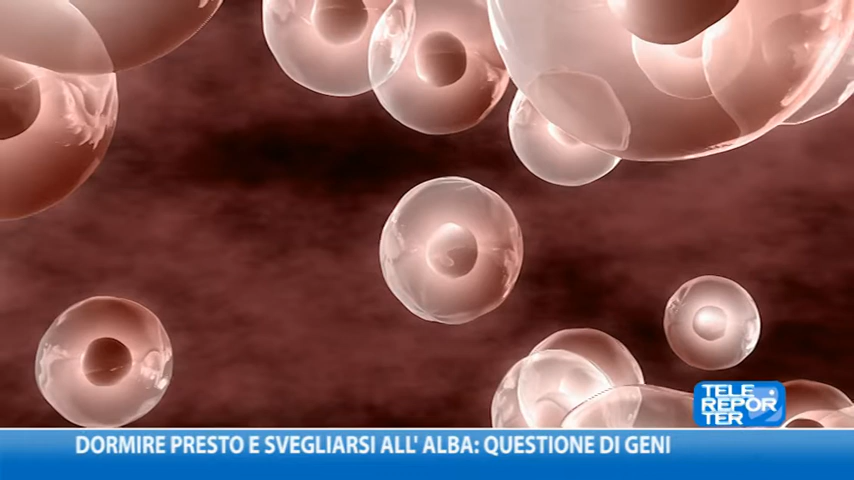 TELE
REPOR
TER
DORMIRE PRESTO E SVEGLIARSI ALL' ALBA: QUESTIONE DI GENI